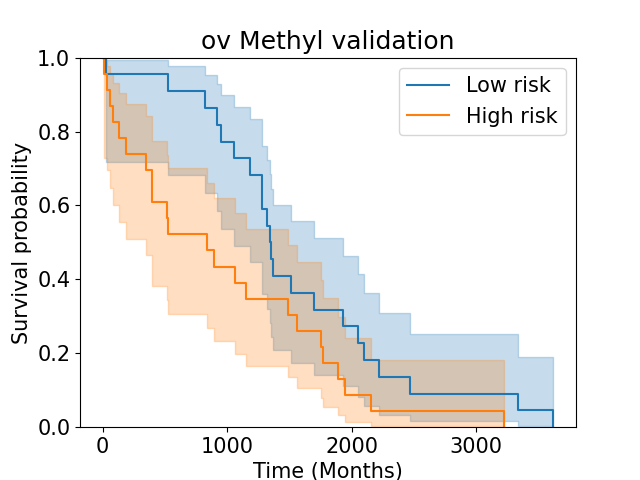 ov Methyl validation
Low risk
High risk
Survival probability
1.0
0.8
0.6
0.4
0.2
0.0
0
1000
2000
3000
Time (Months)